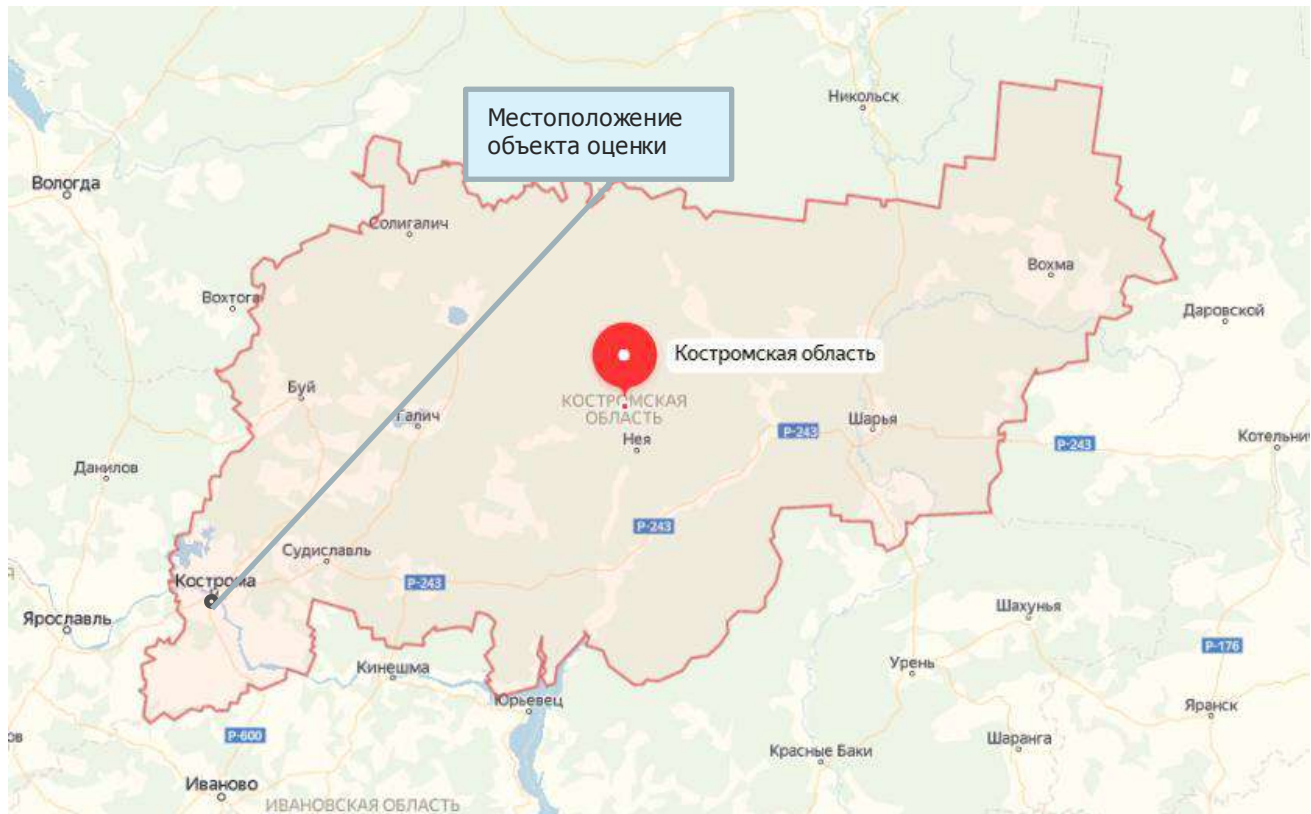 Никольск
Местоположение
объекта оценки
Вологда
Солигалич
Вохма
Вохтога
Даровской
Костромская область
Буй
КОСТРОМСКАЯ
ОБЛАСТЬ
Галич
Шарья
Р-243
Нея
Р-243
Котельнич
Данилов
Р-243
Судиславль
Кострома
Р-243
Ярославль
Шахунья
Р-176
Кинешма
Урень
Юрьевец
Яранск
ов
Р-600
Шаранга
Красные Баки
Иваново
ИВАНОВСКАЯ ОБЛАСТЬ